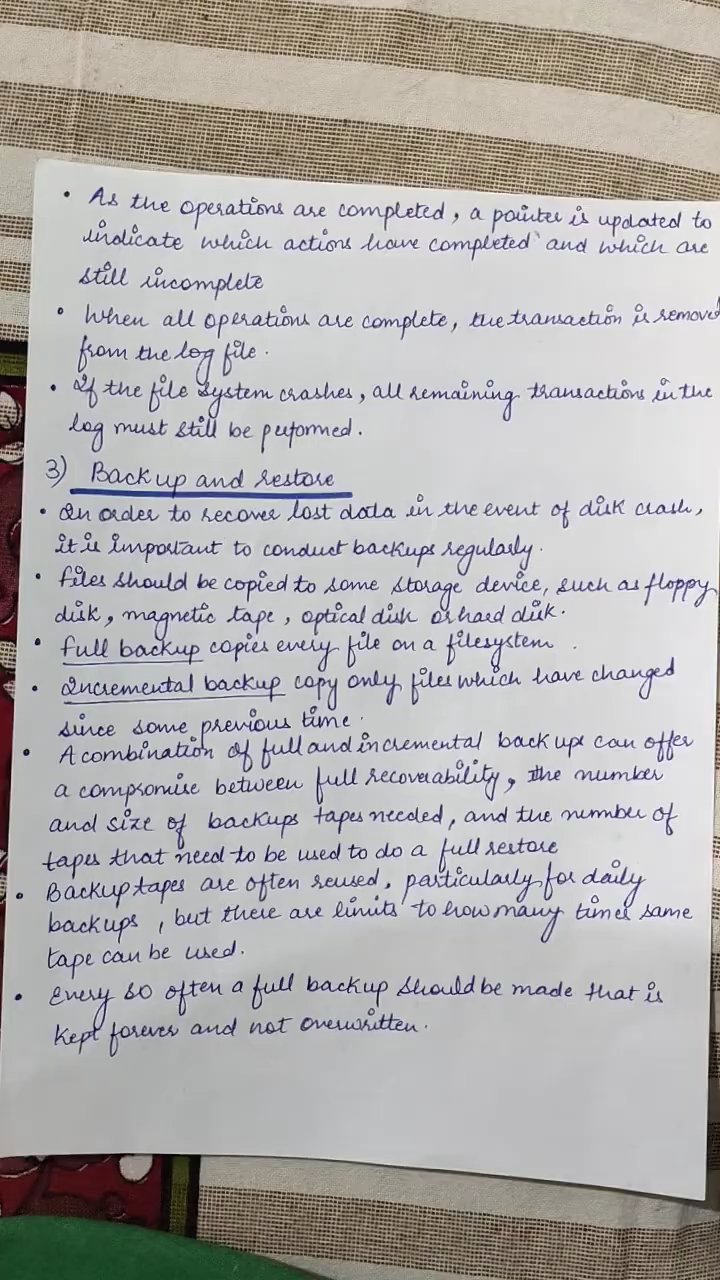 • As the operations are completed, a pointer is updated to
indicate which actions have completed and which are
still incomplete
• When all operations are complete, the transaction is removed
from the log file.
• If the file system crashes, all remaining transactions in the
log must still be performed.
3) Backup and restore
• In order to recover lost data in the event of disk crash,
it is important to conduct backups regularly.
• files should be copied to some storage device, such as floppy
disk, magnetic tape, optical disk or hard disk.
• full backup copies every file on a filesystem.
• Incremental backup copy only files which have changed
since some previous time.
• A combination of full and incremental backups can offer
a compromise between full recoverability, the number
and size of backups tapes needed, and the number of
tapes that need to be used to do a full restore
• Backup tapes are often reused, particularly for daily
backups, but there are limits to how many times same
tape can be used.
• Every so often a full backup should be made that is
kept forever and not overwritten.